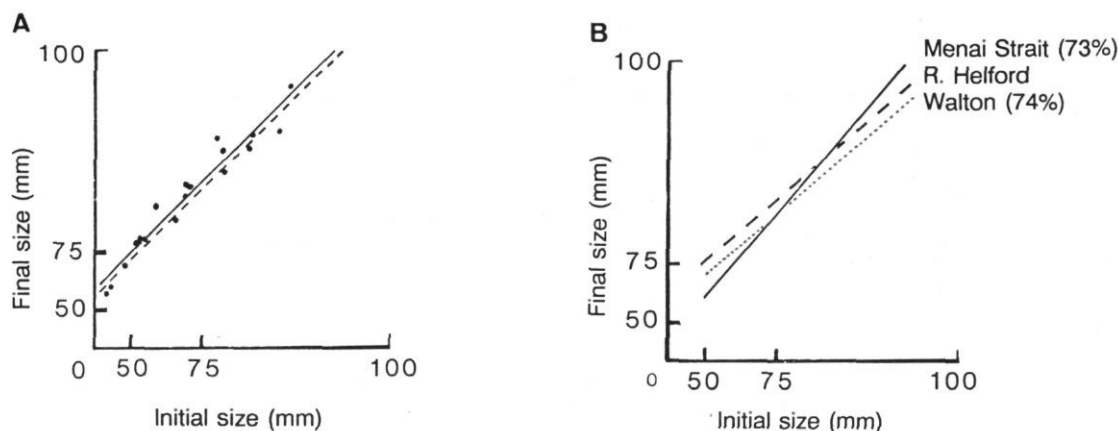 A
100
75
50
0
50
75
100
Final size (mm)
Initial size (mm)
B
Menai Strait (73%)
R. Helford
Walton (74%)
100
75
50
0
50
75
100
Final size (mm)
Initial size (mm)